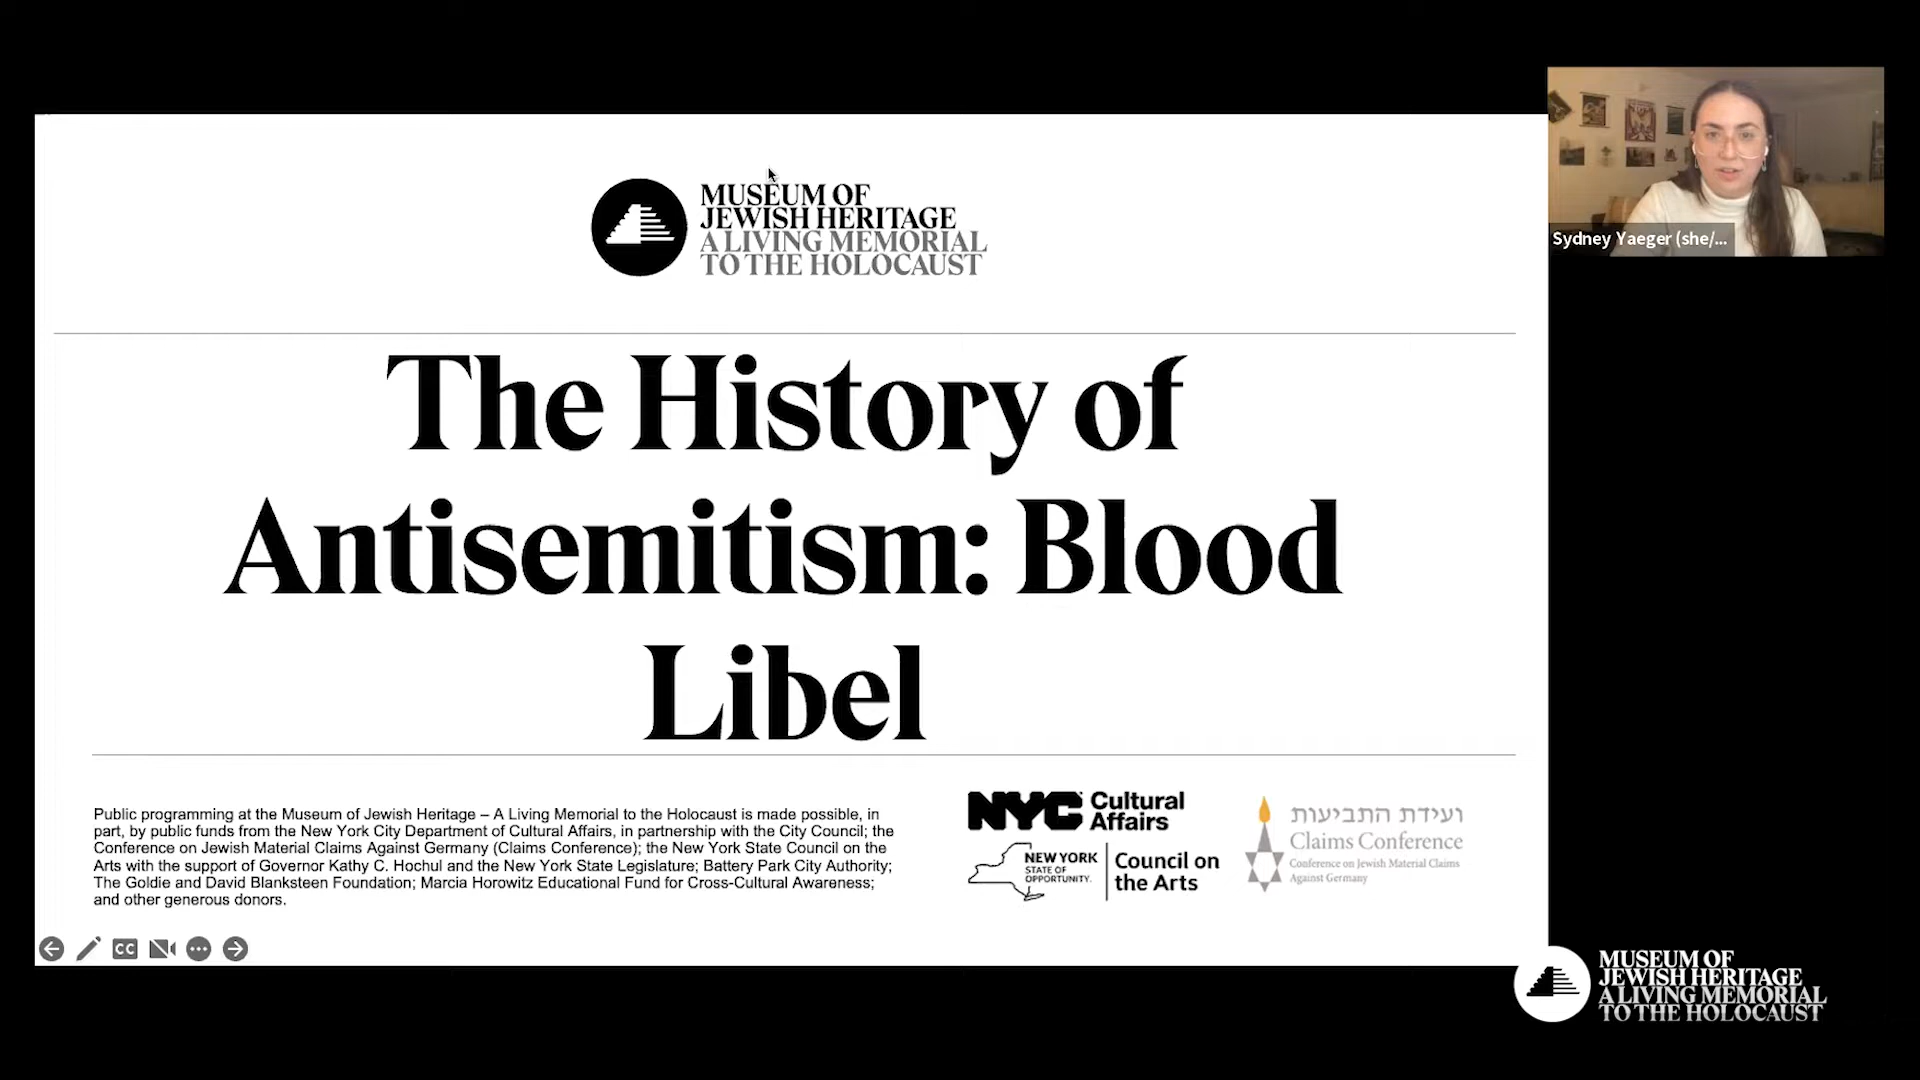 MUSEUM OF
JEWISH HERITAGE
A LIVING MEMORIAL
TO THE HOLOCAUST
Sydney Yaeger (she/...
The History of
Antisemitism: Blood
Libel
Public programming at the Museum of Jewish Heritage – A Living Memorial to the Holocaust is made possible, in
part, by public funds from the New York City Department of Cultural Affairs, in partnership with the City Council; the
Conference on Jewish Material Claims Against Germany (Claims Conference); the New York State Council on the
Arts with the support of Governor Kathy C. Hochul and the New York State Legislature; Battery Park City Authority;
The Goldie and David Blanksteen Foundation; Marcia Horowitz Educational Fund for Cross-Cultural Awareness;
and other generous donors.
NYC Cultural
Affairs
NEW YORK
STATE OF
OPPORTUNITY.
Council on
the Arts
ועידת התביעות
Claims Conference
Conference on Jewish Material Claims
Against Germany
CC
MUSEUM OF
JEWISH HERITAGE
A LIVING MEMORIAL
TO THE HOLOCAUST